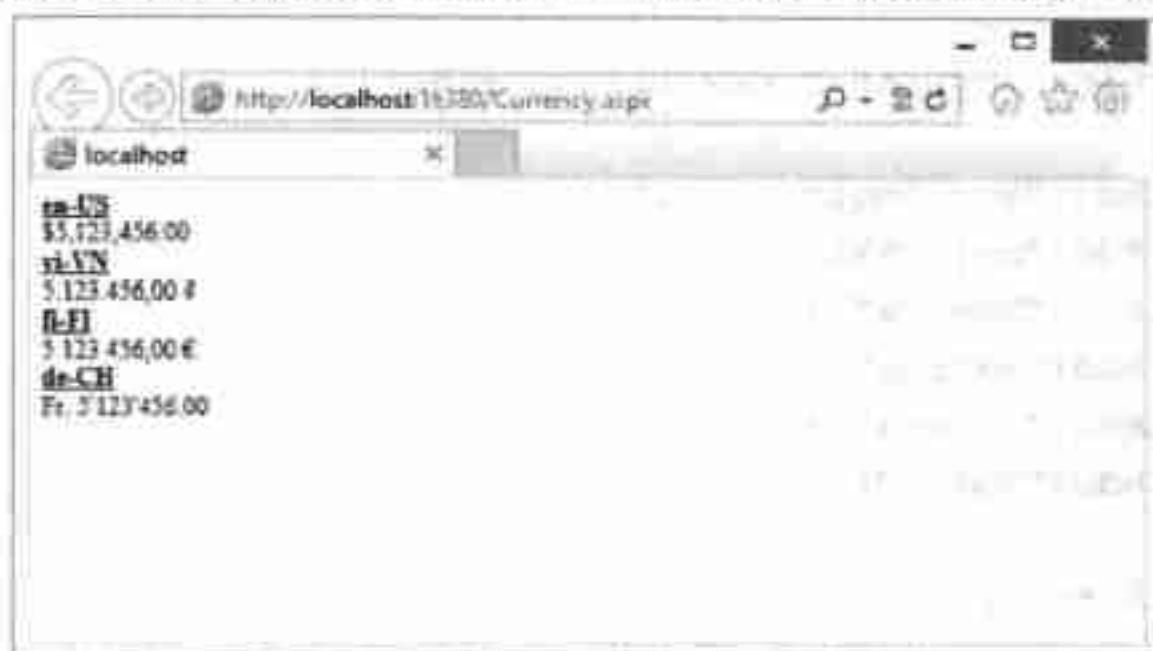 http://localhost:16380/Currency.aspx
localhost
en-US
$5,123,456.00
vi-VN
5.123.456,00 ₫
fi-FI
5 123 456,00 €
de-CH
Fr. 5'123'456.00